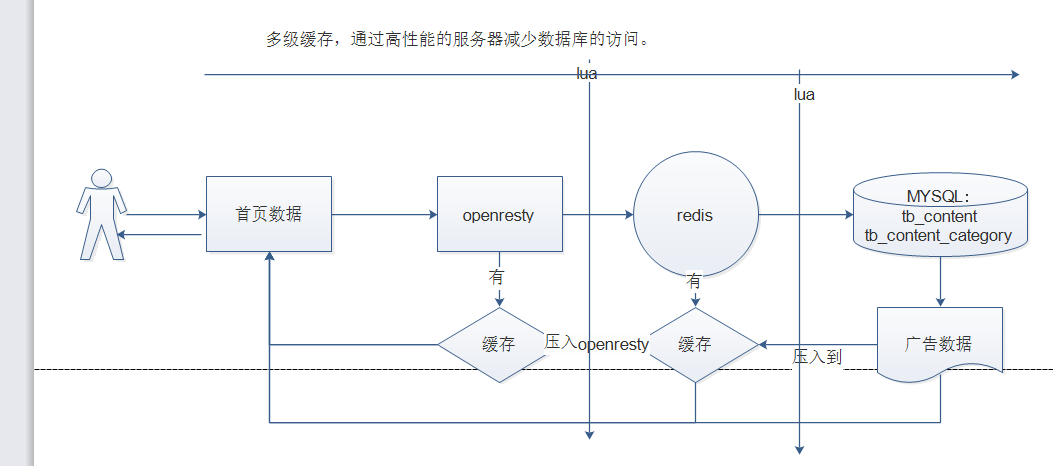 多级缓存，通过高性能的服务器减少数据库的访问。
lua
lua
首页数据
openresty
redis
MYSQL：
tb_content
tb_content_category
有
有
缓存
压入openresty
缓存
压入到
广告数据